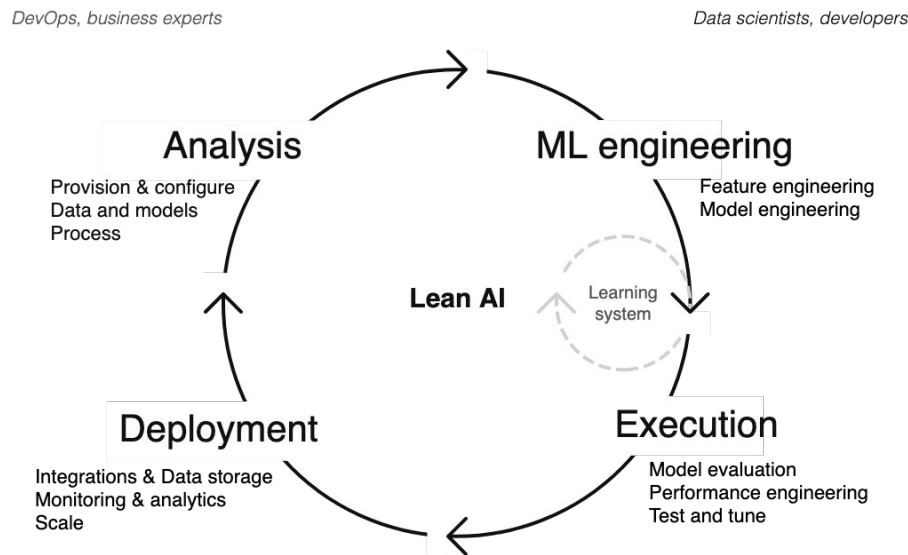 DevOps, business experts
Data scientists, developers
Analysis
Provision & configure
Data and models
Process
ML engineering
Feature engineering
Model engineering
Lean AI
Learning
system
Deployment
Integrations & Data storage
Monitoring & analytics
Scale
Execution
Model evaluation
Performance engineering
Test and tune